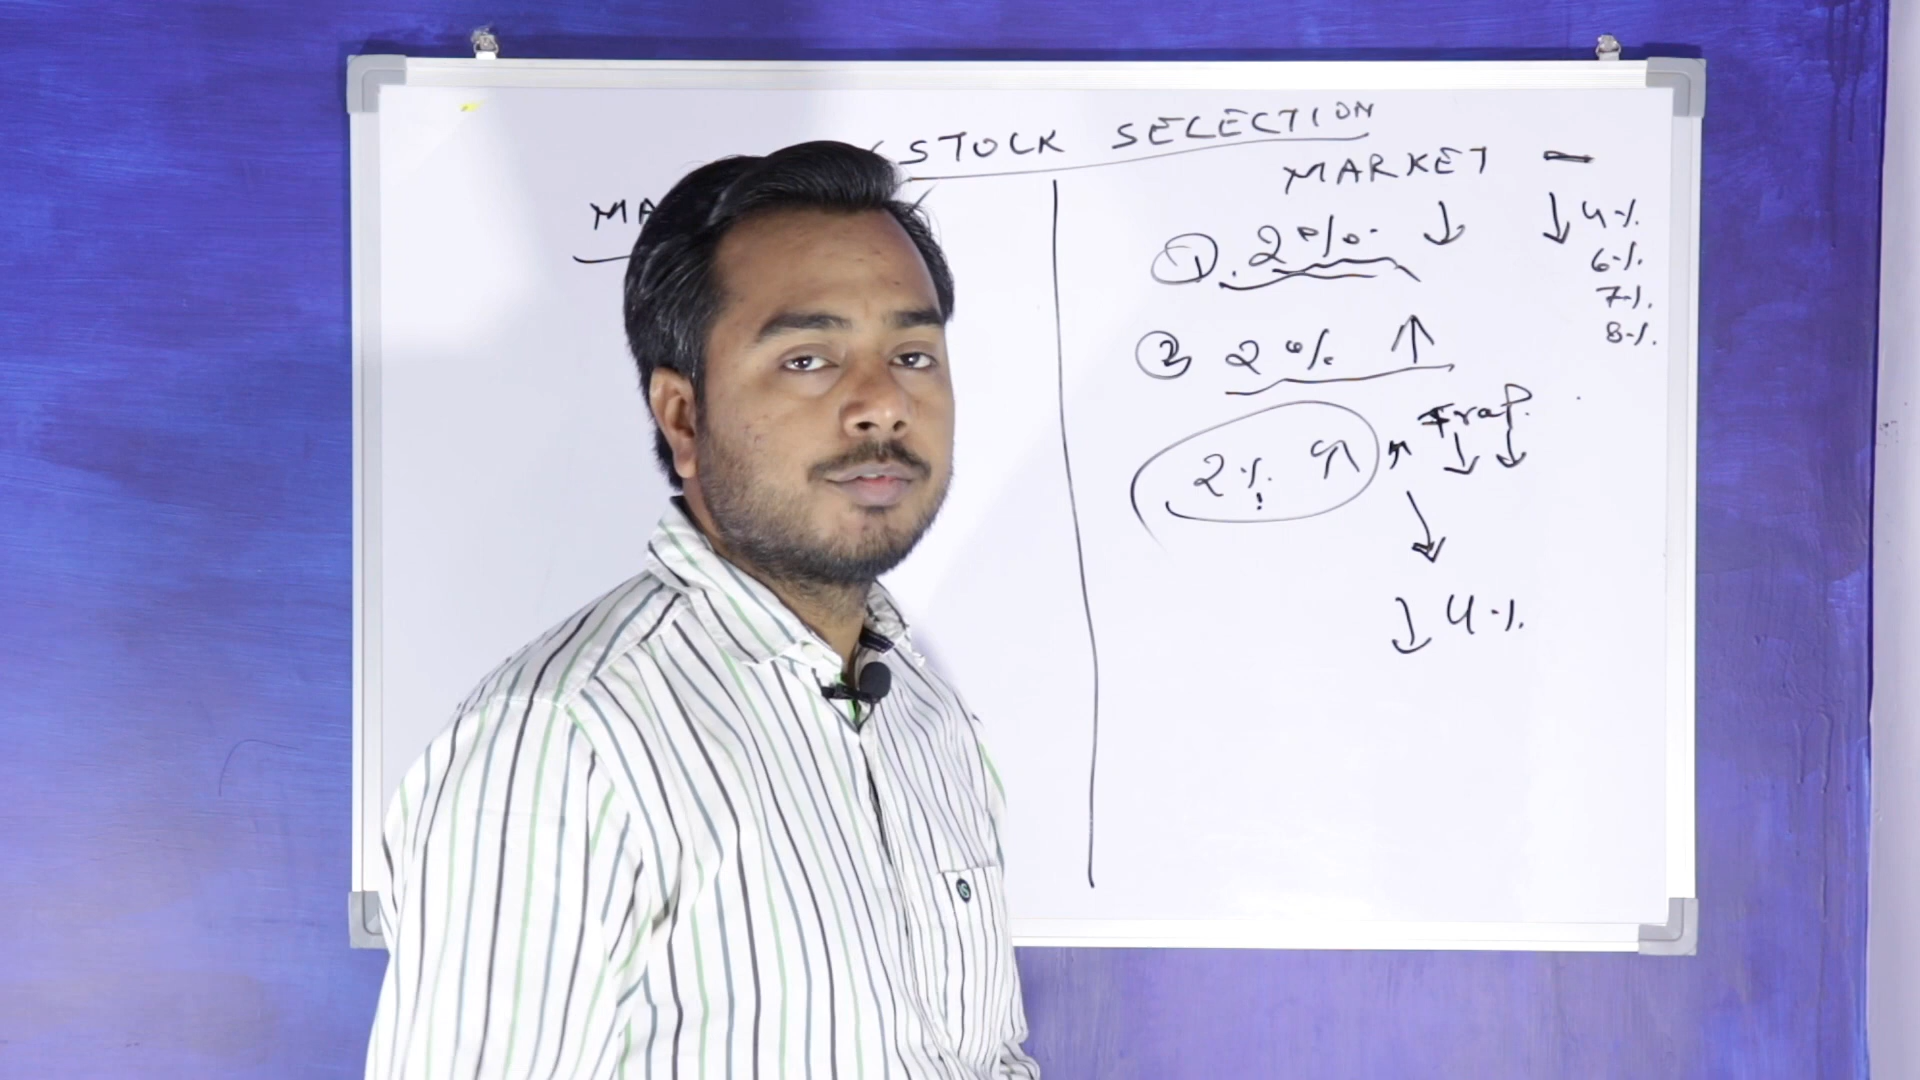 STOCK SELECTION
MA
MARKET –
① 2%. ↓ ↓ 4%.
6%.
7%.
8%.
② 2% ↑
Trap.
2%. ↑ ↓ ↓
↓ 4%.